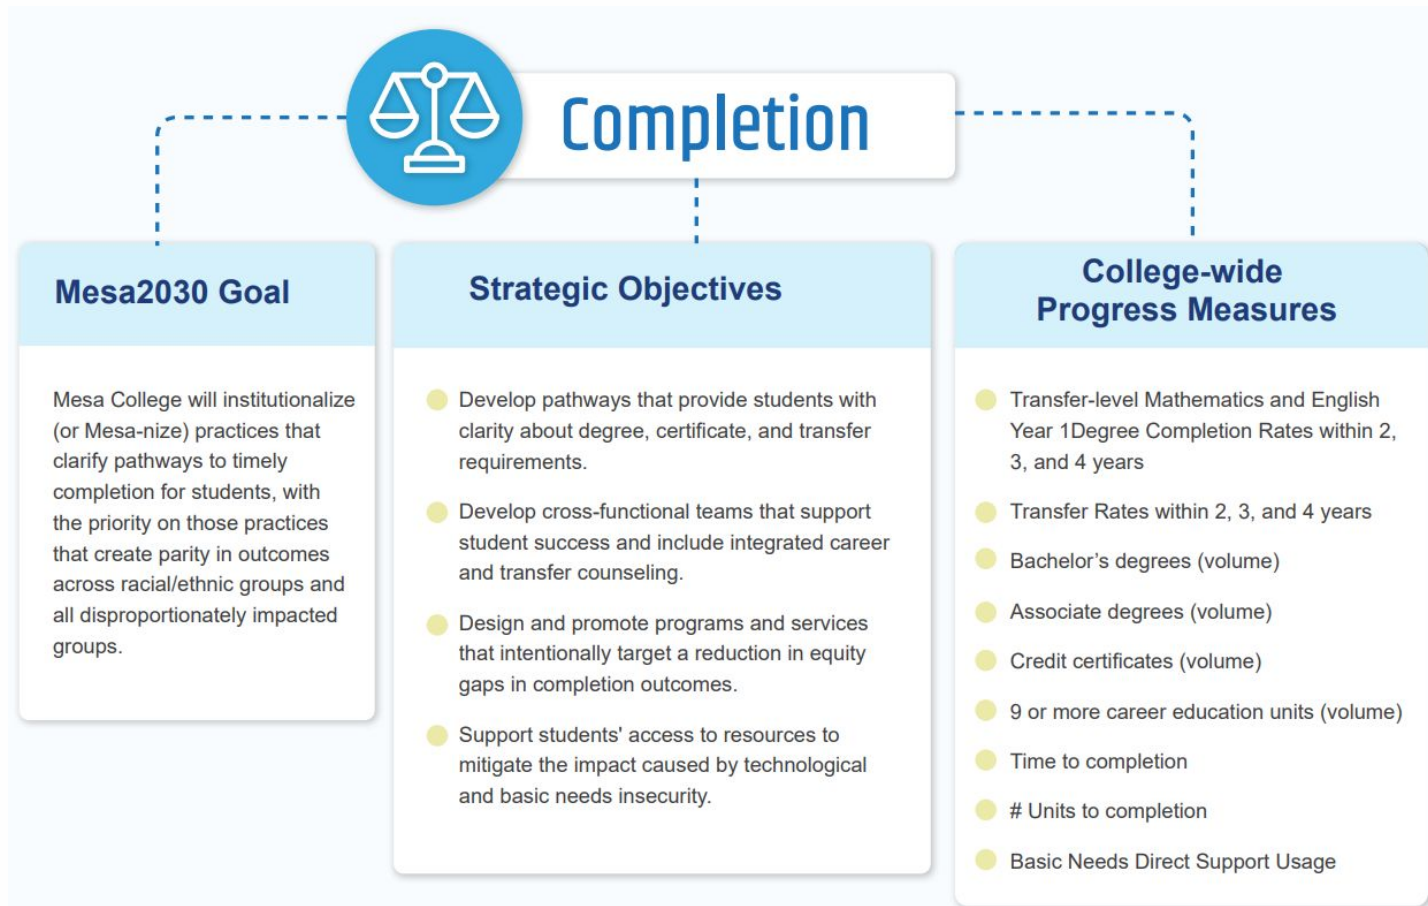 Completion
Mesa2030 Goal
Mesa College will institutionalize
(or Mesa-nize) practices that
clarify pathways to timely
completion for students, with
the priority on those practices
that create parity in outcomes
across racial/ethnic groups and
all disproportionately impacted
groups.
Strategic Objectives
Develop pathways that provide students with
clarity about degree, certificate, and transfer
requirements.
Develop cross-functional teams that support
student success and include integrated career
and transfer counseling.
Design and promote programs and services
that intentionally target a reduction in equity
gaps in completion outcomes.
Support students' access to resources to
mitigate the impact caused by technological
and basic needs insecurity.
College-wide
Progress Measures
Transfer-level Mathematics and English
Year 1Degree Completion Rates within 2,
3, and 4 years
Transfer Rates within 2, 3, and 4 years
Bachelor’s degrees (volume)
Associate degrees (volume)
Credit certificates (volume)
9 or more career education units (volume)
Time to completion
# Units to completion
Basic Needs Direct Support Usage